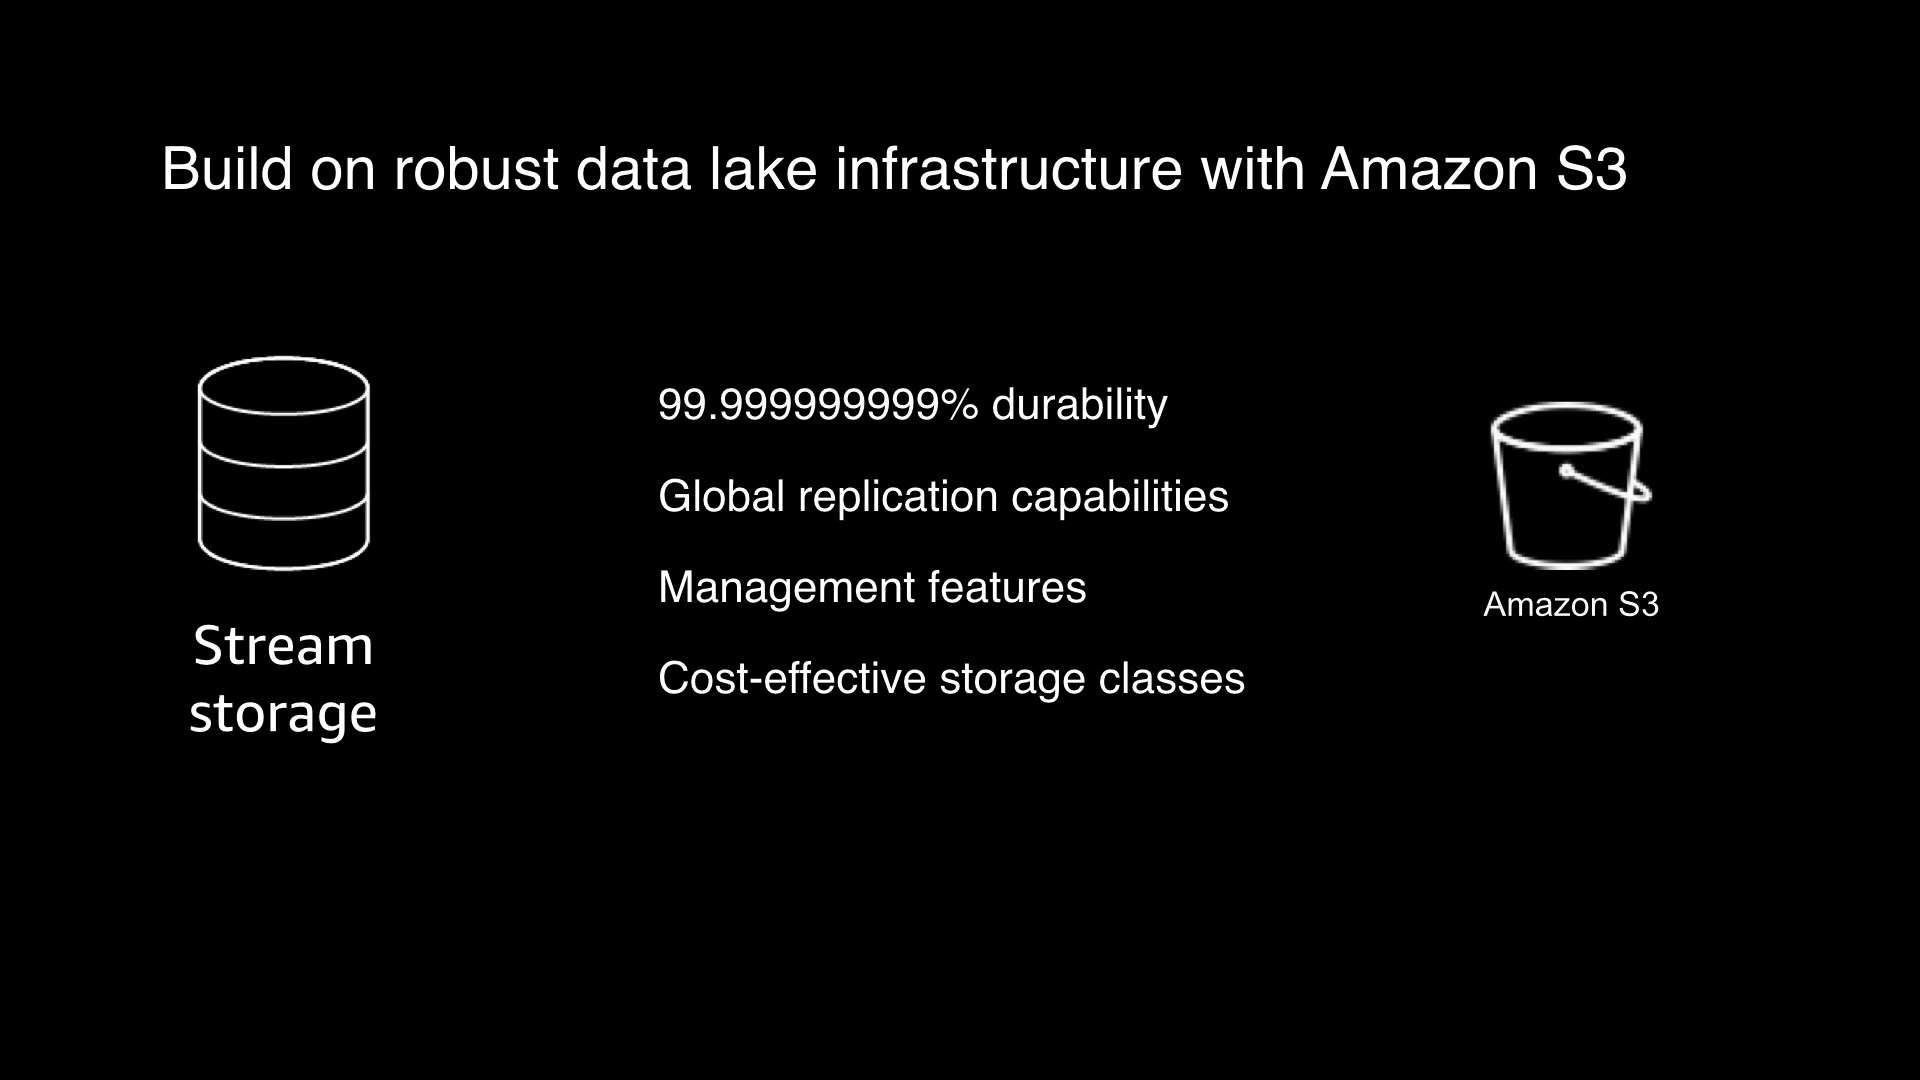 Build on robust data lake infrastructure with Amazon S3
Stream
storage
99.999999999% durability
Global replication capabilities
Management features
Cost-effective storage classes
Amazon S3